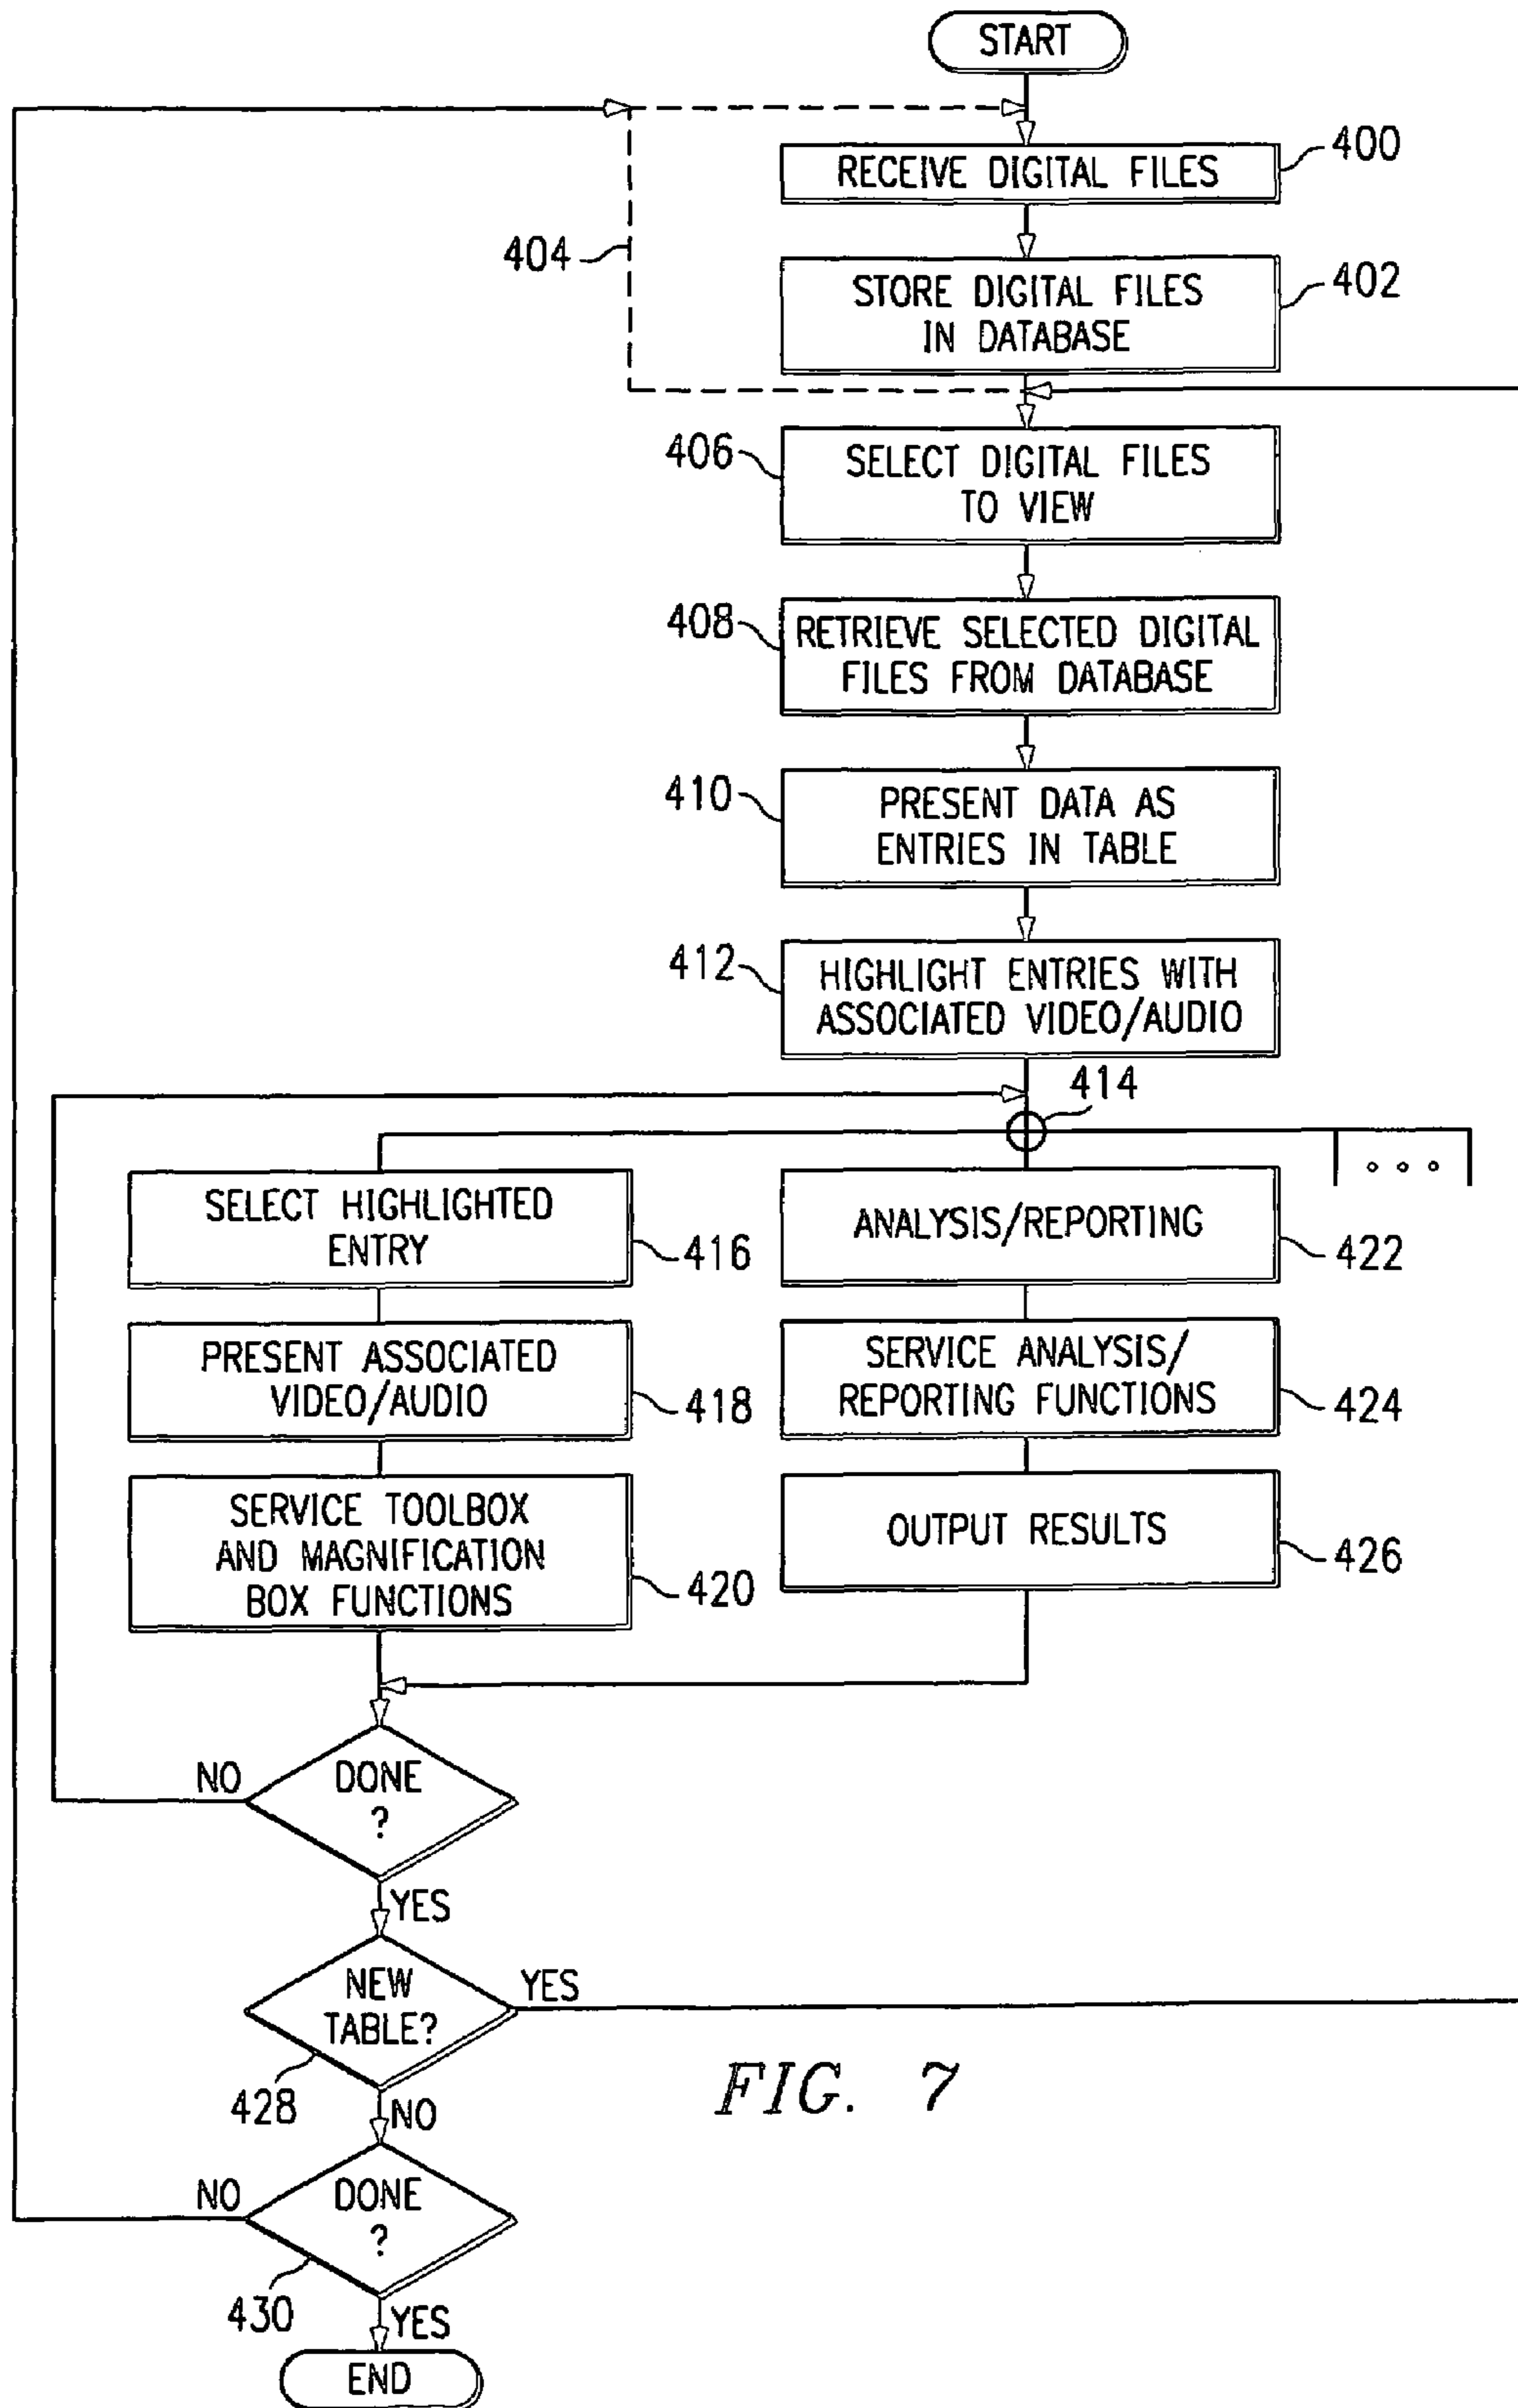 START
RECEIVE DIGITAL FILES
400
STORE DIGITAL FILES
IN DATABASE
402
404
406
SELECT DIGITAL FILES
TO VIEW
408
RETRIEVE SELECTED DIGITAL
FILES FROM DATABASE
410
PRESENT DATA AS
ENTRIES IN TABLE
412
HIGHLIGHT ENTRIES WITH
ASSOCIATED VIDEO/AUDIO
414
SELECT HIGHLIGHTED
ENTRY
416
ANALYSIS/REPORTING
422
PRESENT ASSOCIATED
VIDEO/AUDIO
418
SERVICE ANALYSIS/
REPORTING FUNCTIONS
424
SERVICE TOOLBOX
AND MAGNIFICATION
BOX FUNCTIONS
420
OUTPUT RESULTS
426
NO
DONE
?
YES
NEW
TABLE?
YES
428
NO
FIG. 7
NO
DONE
?
430
YES
END